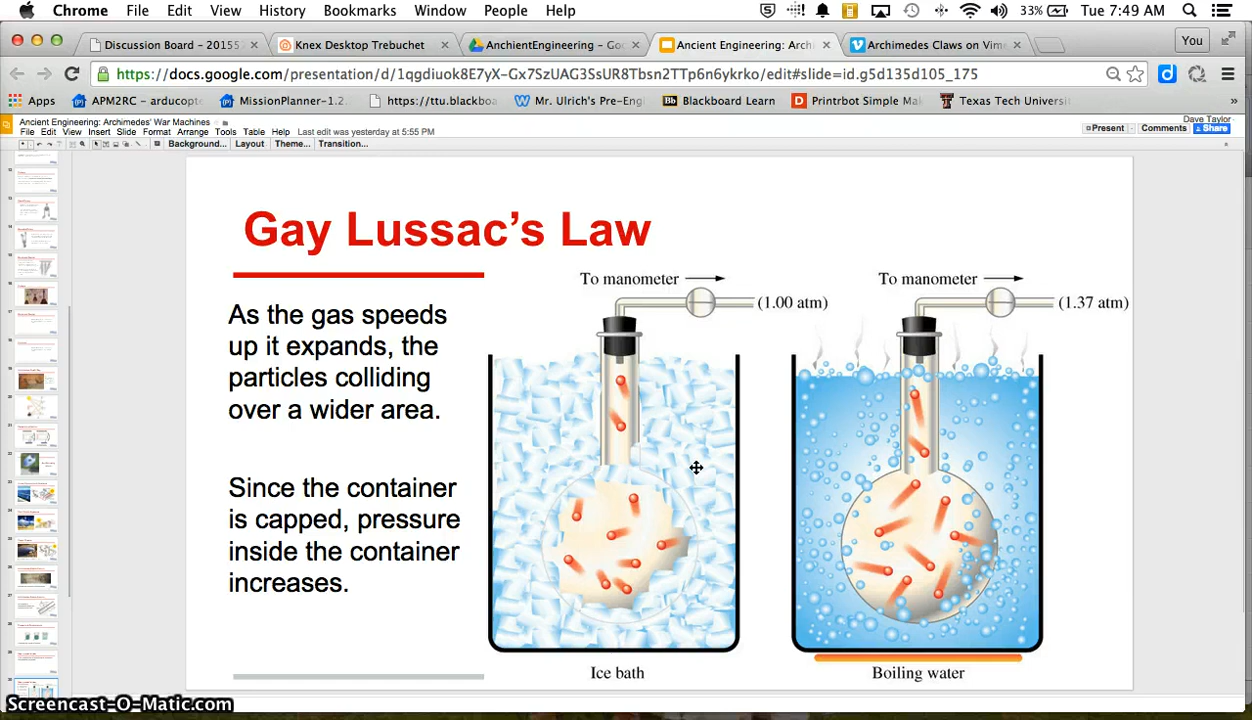 Chrome File Edit View History Bookmarks Window People Help 33% Tue 7:49 AM
Discussion Board - 20155 Knex Desktop Trebuchet AnchientEngineering - Go Ancient Engineering: Arch Archimedes Claws on Vime You
https://docs.google.com/presentation/d/1qgdiuok8E7yX-Gx7SzUAG3SsUR8Tbsn2TTp6n6ykrko/edit#slide=id.g5d135d105_175
Apps APM2RC - arducopte MissionPlanner-1.2. https://ttu.blackboa Mr. Ulrich's Pre-Eng Blackboard Learn Printrbot Simple Ma Texas Tech Universi
Ancient Engineering: Archimedes' War Machines Dave Taylor
File Edit View Insert Slide Format Arrange Tools Table Help Last edit was yesterday at 5:55 PM Present Comments Share
Background... Layout Theme... Transition...
Gay Lussac's Law
To manometer
(1.00 atm)
To manometer
(1.37 atm)
As the gas speeds
up it expands, the
particles colliding
over a wider area.
Since the container
is capped, pressure
inside the container
increases.
Ice bath
Boiling water
Screencast-O-Matic.com